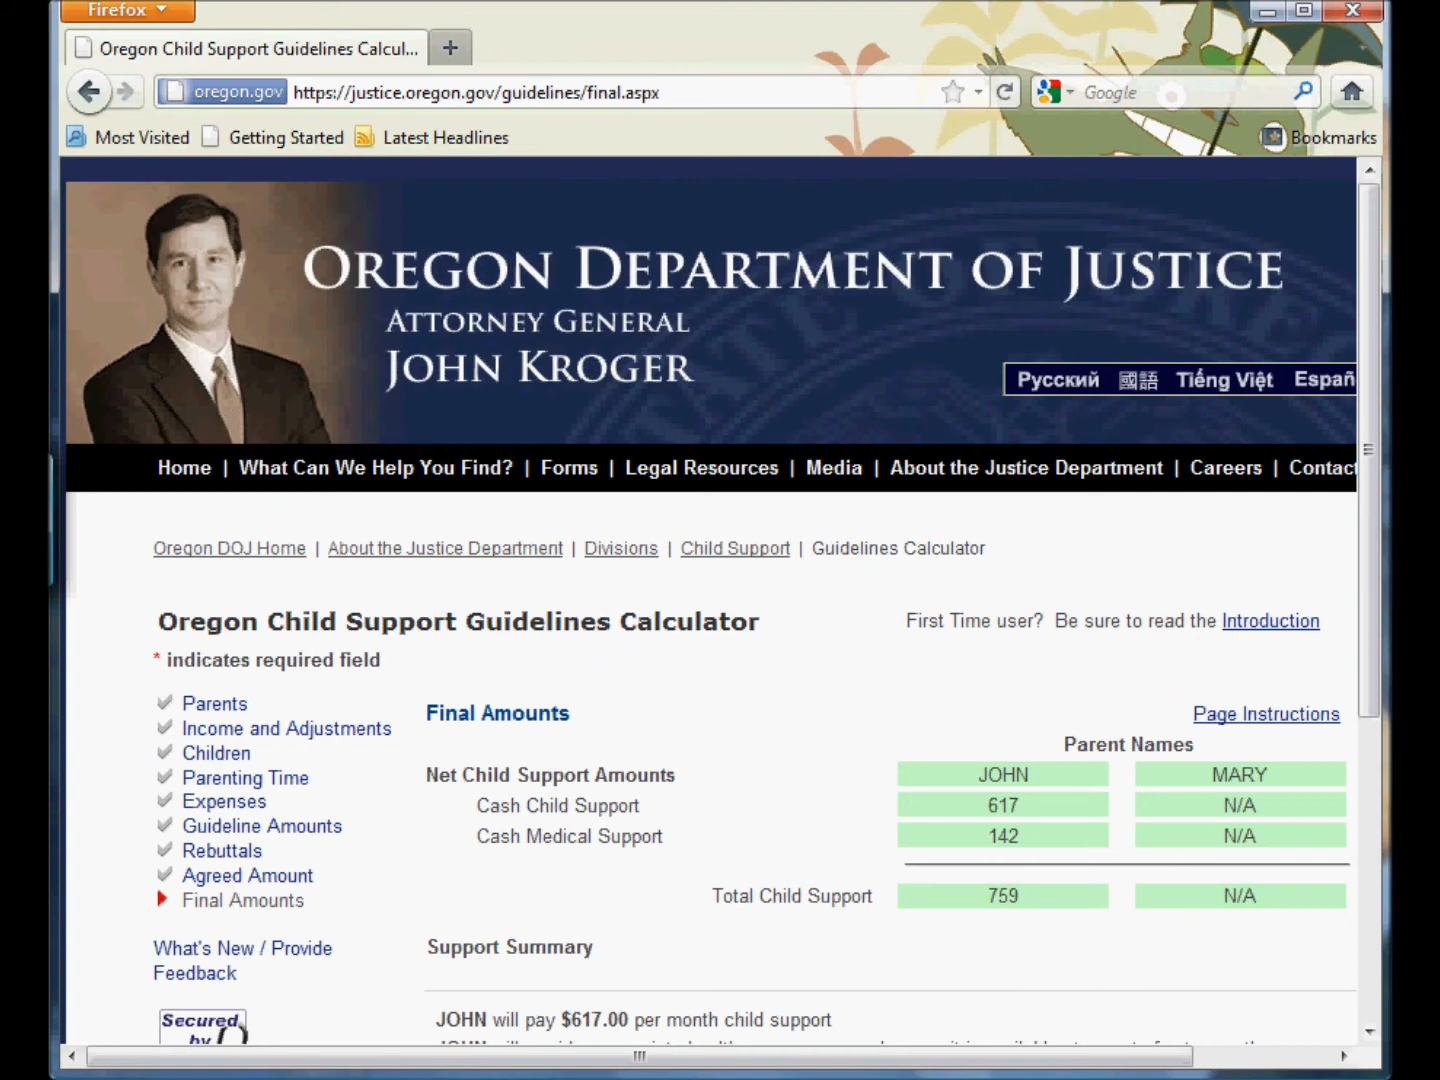 Firefox
Oregon Child Support Guidelines Calcul...
oregon.gov https://justice.oregon.gov/guidelines/final.aspx
Google
Most Visited Getting Started Latest Headlines Bookmarks
OREGON DEPARTMENT OF JUSTICE
ATTORNEY GENERAL
JOHN KROGER
Русский 國語 Tiếng Việt Españ
Home | What Can We Help You Find? | Forms | Legal Resources | Media | About the Justice Department | Careers | Contact
Oregon DOJ Home | About the Justice Department | Divisions | Child Support | Guidelines Calculator
Oregon Child Support Guidelines Calculator
First Time user? Be sure to read the Introduction
* indicates required field
Parents
Income and Adjustments
Children
Parenting Time
Expenses
Guideline Amounts
Rebuttals
Agreed Amount
Final Amounts
What's New / Provide
Feedback
Secured
by
Final Amounts
Page Instructions
Parent Names
Net Child Support Amounts JOHN MARY
Cash Child Support 617 N/A
Cash Medical Support 142 N/A
Total Child Support 759 N/A
Support Summary
JOHN will pay $617.00 per month child support